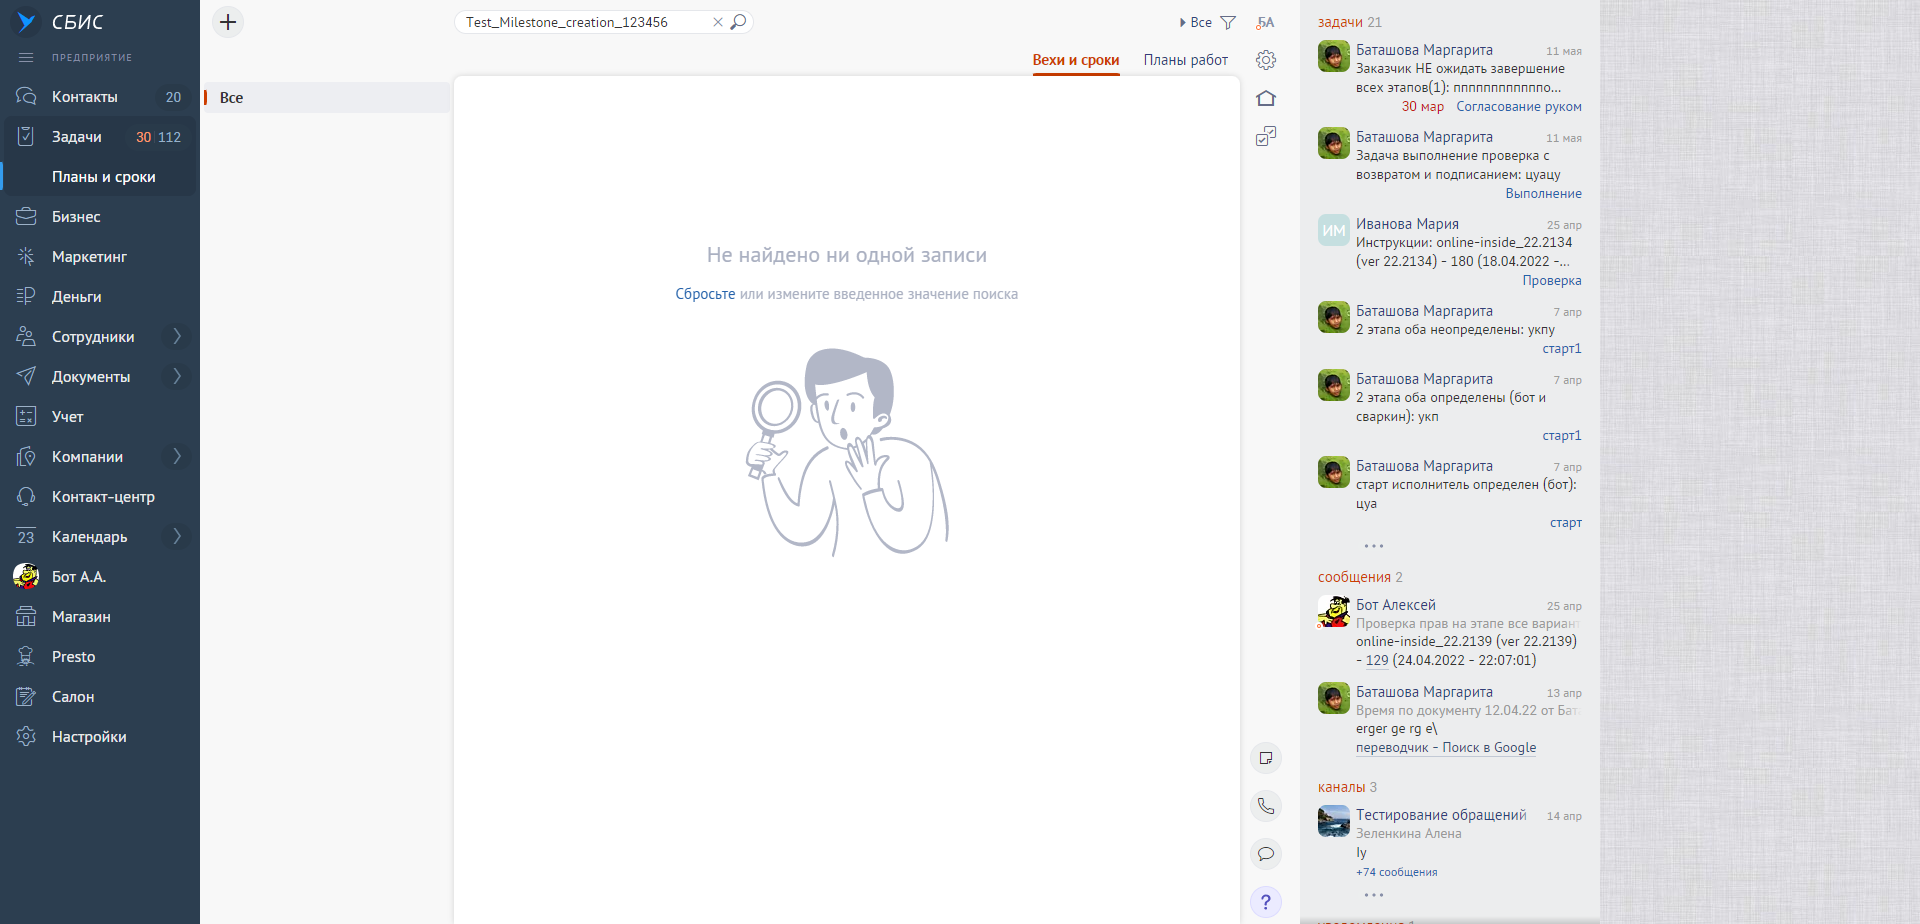 СБИС
ПРЕДПРИЯТИЕ
Контакты 20
Задачи 30 112
Планы и сроки
Бизнес
Маркетинг
Деньги
Сотрудники
Документы
Учет
Компании
Контакт-центр
23 Календарь
Бот А.А.
Магазин
Presto
Салон
Настройки
Test_Milestone_creation_123456
Все
БА
Вехи и сроки Планы работ
Все
Не найдено ни одной записи
Сбросьте или измените введенное значение поиска
?
задачи 21
Баташова Маргарита 11 мая
Заказчик НЕ ожидать завершение
всех этапов(1): пппппппппппо...
30 мар Согласование руком
Баташова Маргарита 11 мая
Задача выполнение проверка с
возвратом и подписанием: цуацу
Выполнение
ИМ
Иванова Мария 25 апр
Инструкции: online-inside_22.2134
(ver 22.2134) - 180 (18.04.2022 -...
Проверка
Баташова Маргарита 7 апр
2 этапа оба неопределены: укпу
старт1
Баташова Маргарита 7 апр
2 этапа оба определены (бот и
сваркин): укп
старт1
Баташова Маргарита 7 апр
старт исполнитель определен (бот):
цуа
старт
сообщения 2
Бот Алексей 25 апр
Проверка прав на этапе все вариант
online-inside_22.2139 (ver 22.2139)
- 129 (24.04.2022 - 22:07:01)
Баташова Маргарита 13 апр
Время по документу 12.04.22 от Бат
erger ge rg e\
переводчик - Поиск в Google
каналы 3
Тестирование обращений 14 апр
Зеленкина Алена
ly
+74 сообщения